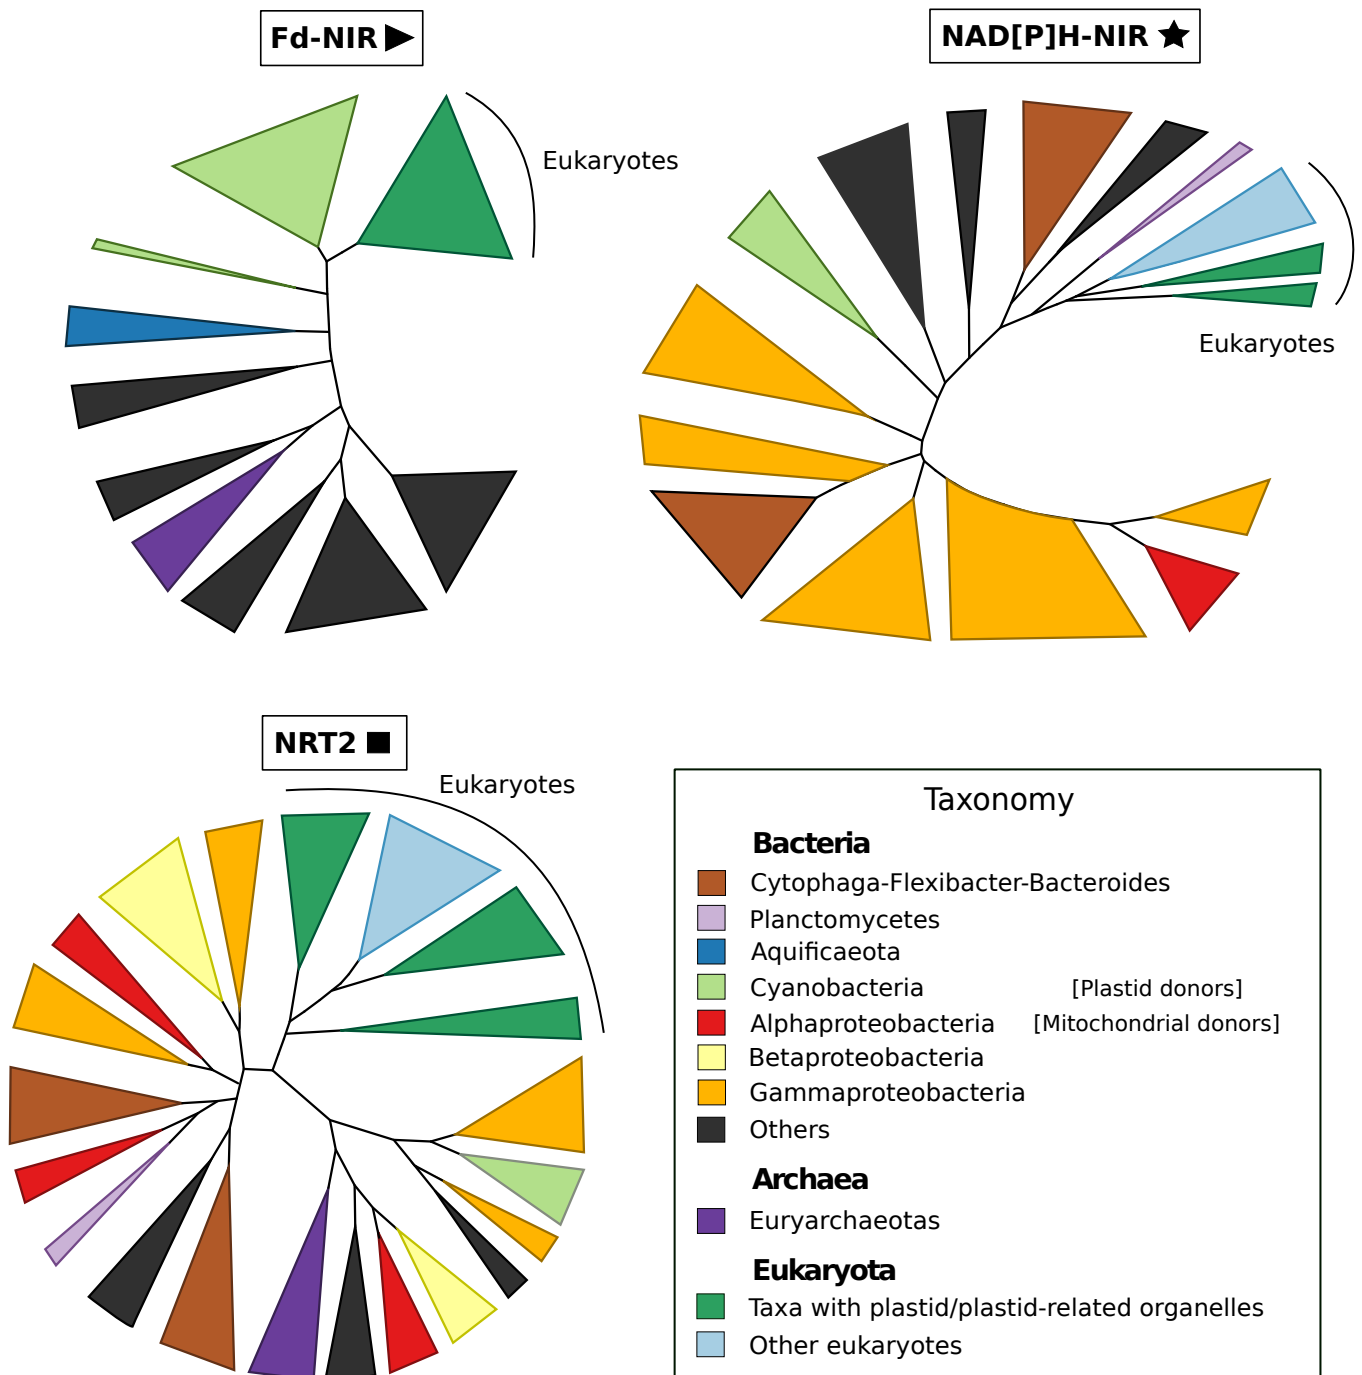 Fd-NIR
NAD[P]H-NIR
Eukaryotes
Eukaryotes
NRT2
Eukaryotes
Taxonomy
Bacteria
Cytophaga-Flexibacter-Bacteroides
Planctomycetes
Aquificaeota
Cyanobacteria [Plastid donors]
Alphaproteobacteria [Mitochondrial donors]
Betaproteobacteria
Gammaproteobacteria
Others
Archaea
Euryarchaeotas
Eukaryota
Taxa with plastid/plastid-related organelles
Other eukaryotes